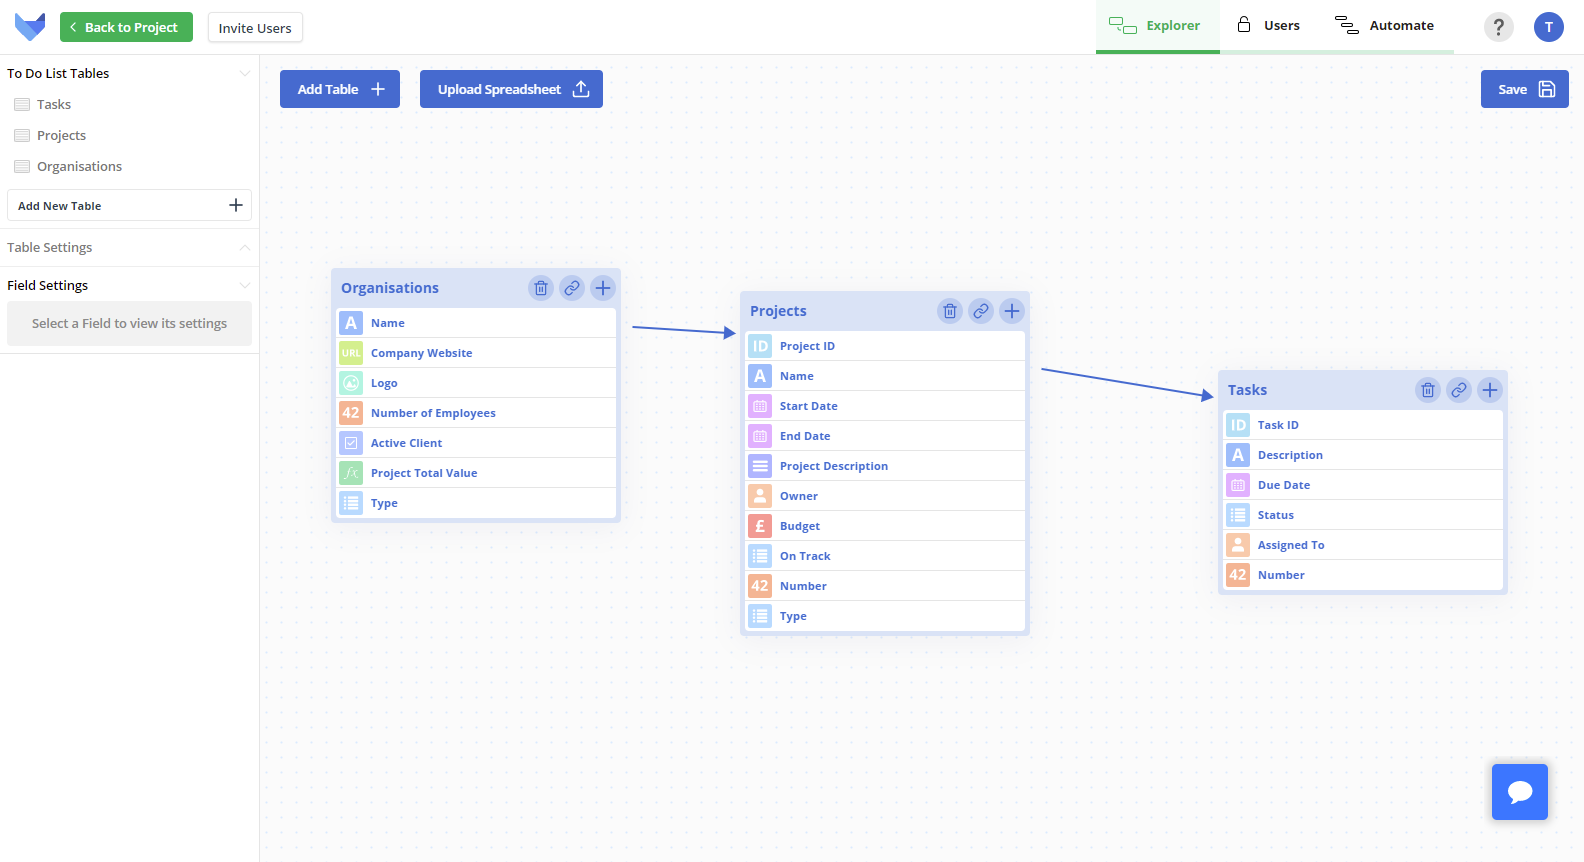 Back to Project
Invite Users
Explorer
Users
Automate
?
T
To Do List Tables
Tasks
Projects
Organisations
Add New Table
Table Settings
Field Settings
Select a Field to view its settings
Add Table
Upload Spreadsheet
Save
Organisations
A Name
URL Company Website
Logo
42 Number of Employees
Active Client
fx Project Total Value
Type
Projects
ID Project ID
A Name
Start Date
End Date
Project Description
Owner
£ Budget
On Track
42 Number
Type
Tasks
ID Task ID
A Description
Due Date
Status
Assigned To
42 Number